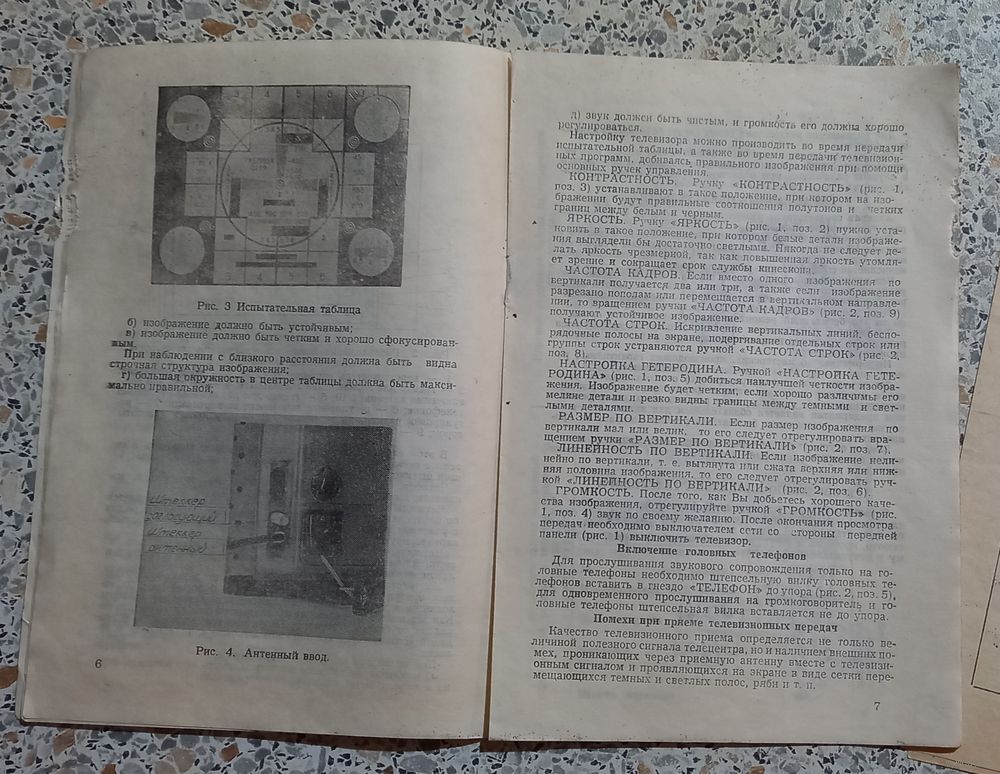 Рис. 3 Испытательная таблица
б) изображение должно быть устойчивым;
в) изображение должно быть четким и хорошо сфокусирован-
ным.
При наблюдении с близкого расстояния должна быть видна
строчная структура изображения;
г) большая окружность в центре таблицы должна быть макси-
мально правильной;
Штеккер
Штеккер
антенный
Рис. 4. Антенный ввод.
6
д) звук должен быть чистым, и громкость его должна хорошо
регулироваться.
Настройку телевизора можно производить во время передачи
испытательной таблицы, а также во время передачи телевизион-
ных программ, добиваясь правильного изображения при помощи
основных ручек управления.
КОНТРАСТНОСТЬ. Ручку «КОНТРАСТНОСТЬ» (рис. 1,
поз. 3) устанавливают в такое положение, при котором на изо-
бражении будут правильные соотношения полутонов и четких
границ между белым и черным.
ЯРКОСТЬ. Ручку «ЯРКОСТЬ» (рис. 1, поз. 2) нужно уста-
новить в такое положение, при котором белые детали изображе-
ния выглядели бы достаточно светлыми. Никогда не следует де-
лать яркость чрезмерной, так как повышенная яркость утомля-
ет зрение и сокращает срок службы кинескопа.
ЧАСТОТА КАДРОВ. Если вместо одного изображения по
вертикали получается два или три, а также если изображение
разрезано пополам или перемещается в вертикальном направле-
нии, то вращением ручки «ЧАСТОТА КАДРОВ» (рис. 2, поз. 9)
получают устойчивое изображение.
ЧАСТОТА СТРОК. Искривление вертикальных линий, беспо-
рядочные полосы на экране, подергивание отдельных строк или
группы строк устраняются ручкой «ЧАСТОТА СТРОК» (рис. 2,
поз. 8).
НАСТРОЙКА ГЕТЕРОДИНА. Ручкой «НАСТРОЙКА ГЕТЕ-
РОДИНА» (рис. 1, поз. 5) добиться наилучшей четкости изобра-
жения. Изображение будет четким, если хорошо различимы его
мелкие детали и резко видны границы между темными и свет-
лыми деталями.
РАЗМЕР ПО ВЕРТИКАЛИ. Если размер изображения по
вертикали мал или велик, то его следует отрегулировать вра-
щением ручки «РАЗМЕР ПО ВЕРТИКАЛИ» (рис. 2, поз. 7).
ЛИНЕЙНОСТЬ ПО ВЕРТИКАЛИ. Если изображение нели-
нейно по вертикали, т. е. вытянута или сжата верхняя или ниж-
няя половина изображения, то его следует отрегулировать руч-
кой «ЛИНЕЙНОСТЬ ПО ВЕРТИКАЛИ» (рис. 2, поз. 6).
ГРОМКОСТЬ. После того, как Вы добьетесь хорошего каче-
ства изображения, отрегулируйте ручкой «ГРОМКОСТЬ» (рис.
1, поз. 4) звук по своему желанию. После окончания просмотра
передач необходимо выключателем сети со стороны передней
панели (рис. 1) выключить телевизор.
Включение головных телефонов
Для прослушивания звукового сопровождения только на го-
ловные телефоны необходимо штепсельную вилку головных те-
лефонов вставить в гнездо «ТЕЛЕФОН» до упора (рис. 2, поз. 5),
для одновременного прослушивания на громкоговоритель и го-
ловные телефоны штепсельная вилка вставляется не до упора.
Помехи при приеме телевизионных передач
Качество телевизионного приема определяется не только ве-
личиной полезного сигнала телецентра, но и наличием внешних по-
мех, проникающих через приемную антенну вместе с телевизи-
онным сигналом и проявляющихся на экране в виде сетки пере-
мещающихся темных и светлых полос, ряби и т. п.
7